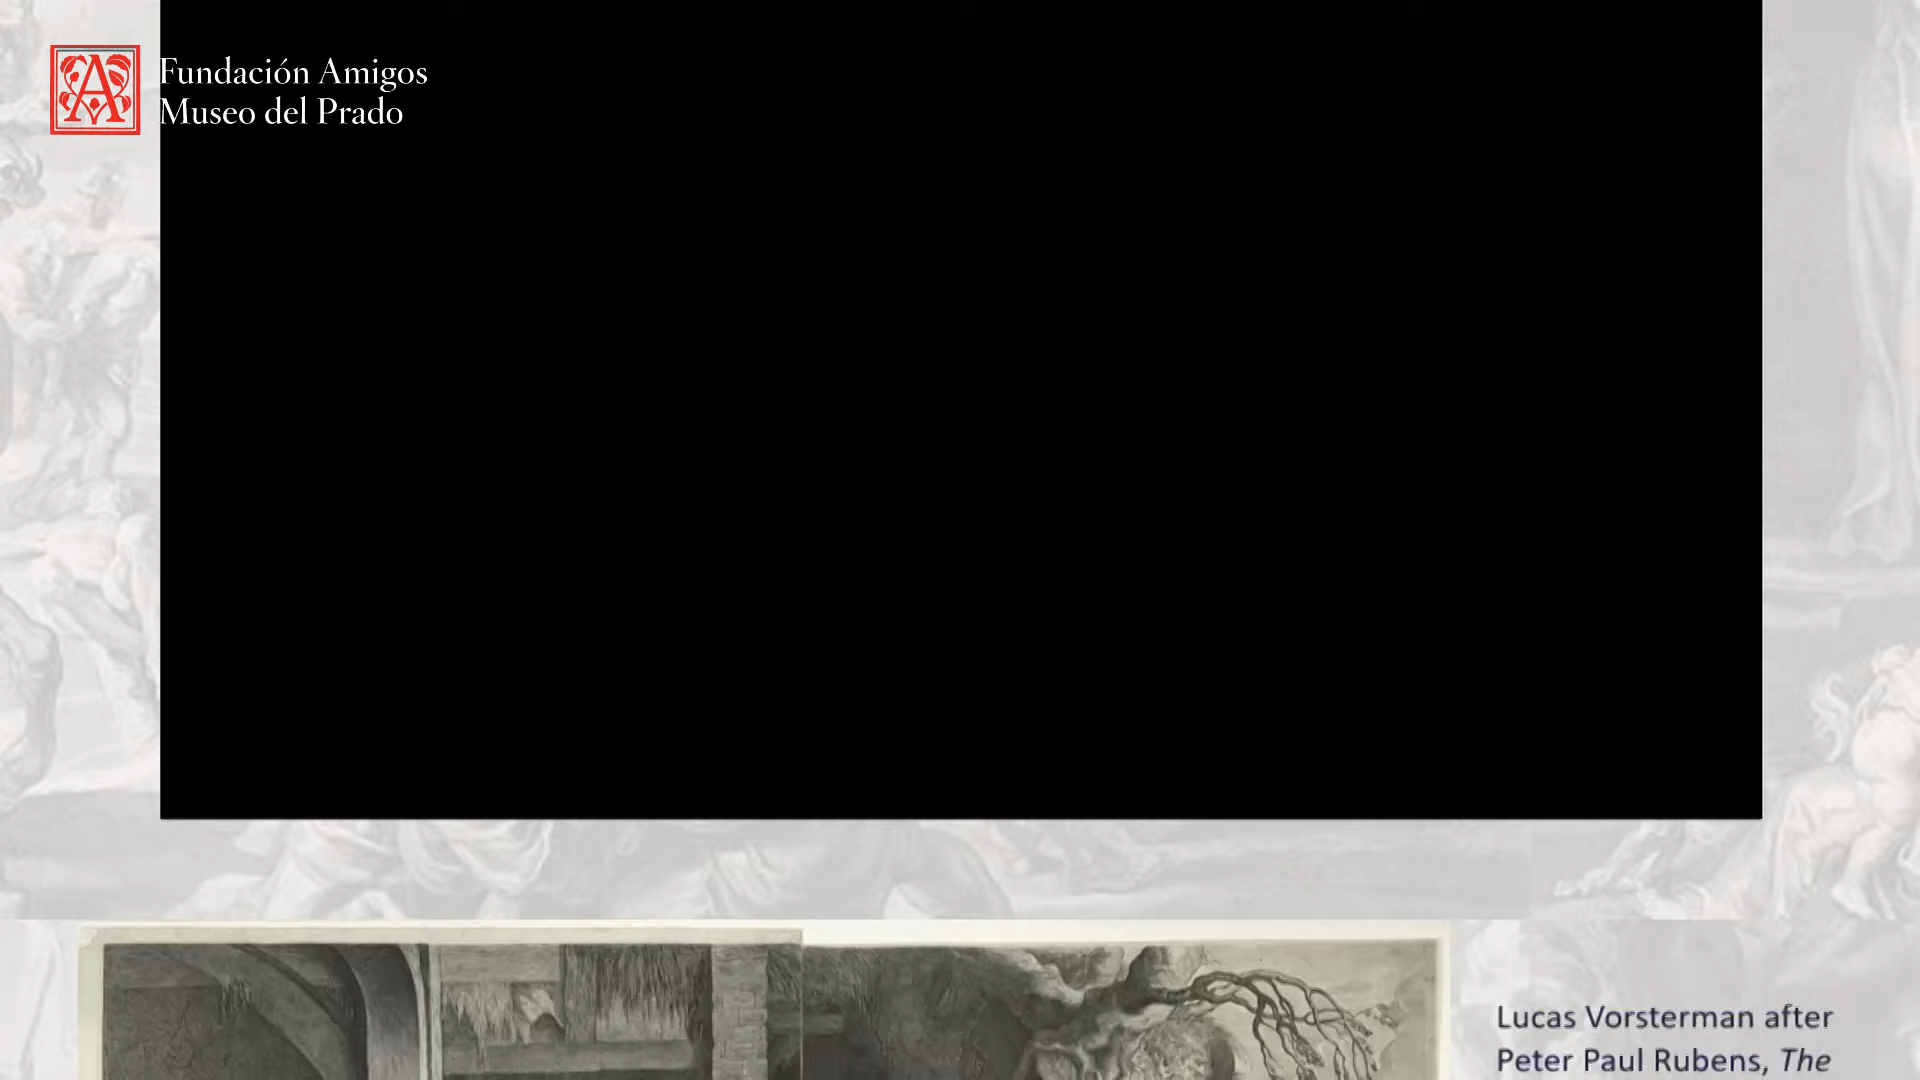 Fundación Amigos
Museo del Prado
Lucas Vorsterman after
Peter Paul Rubens, The